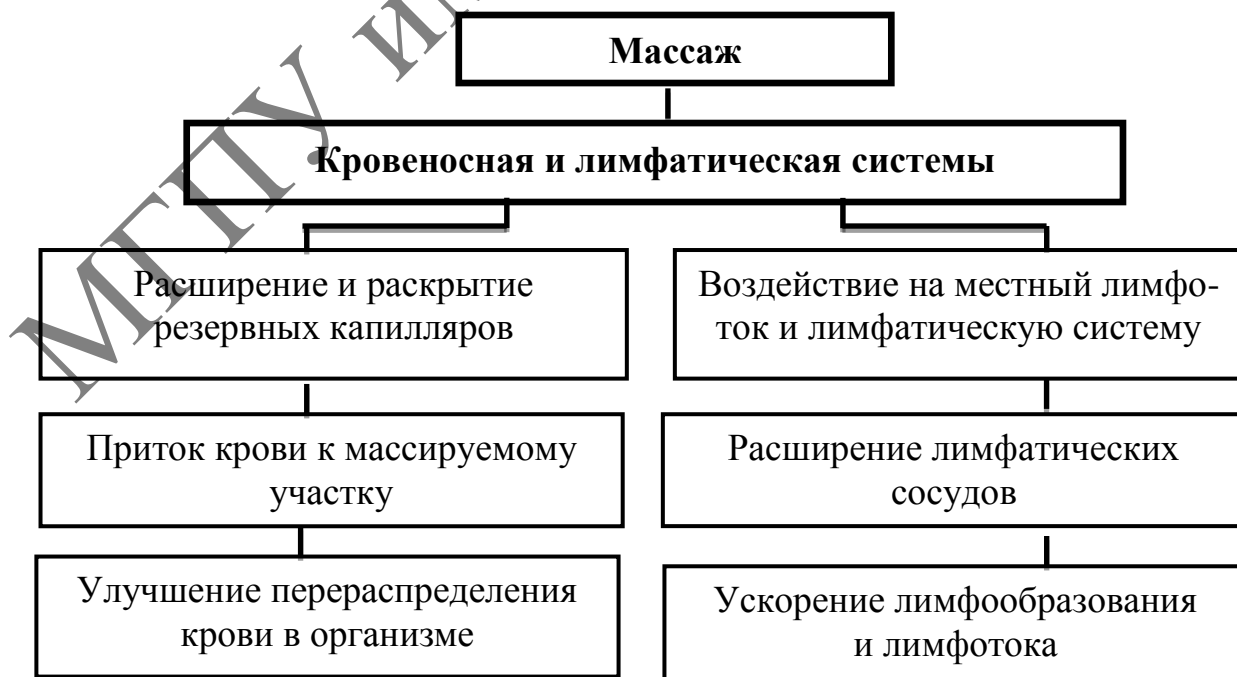 Массаж
Кровеносная и лимфатическая системы
Расширение и раскрытие
резервных капилляров
Воздействие на местный лимфо-
ток и лимфатическую систему
Приток крови к массируемому
участку
Расширение лимфатических
сосудов
Улучшение перераспределения
крови в организме
Ускорение лимфообразования
и лимфотока
МГПУ